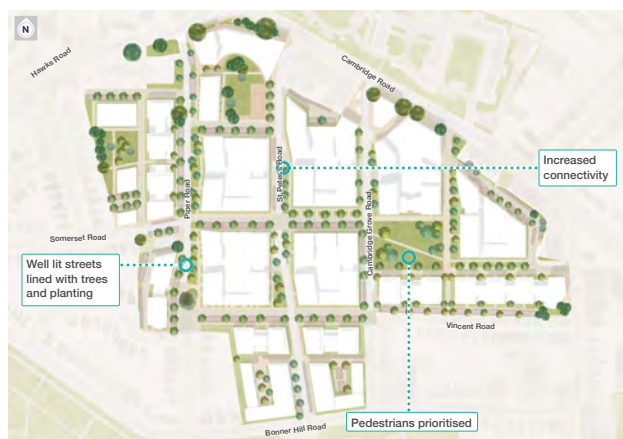 N
Hawks Road
Cambridge Road
Increased
connectivity
St Peters Road
Piper Road
Cambridge Grove Road
Somerset Road
Well lit streets
lined with trees
and planting
Vincent Road
Pedestrians prioritised
Bonner Hill Road